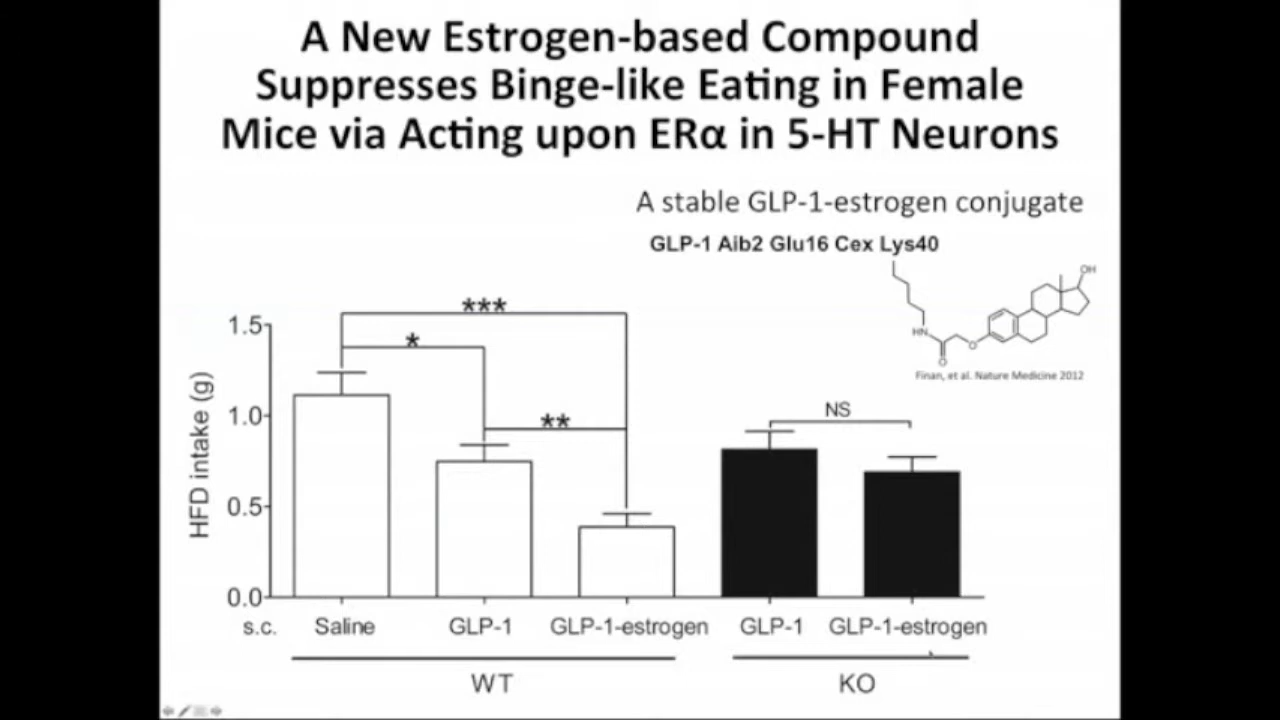 A New Estrogen-based Compound
Suppresses Binge-like Eating in Female
Mice via Acting upon ERα in 5-HT Neurons
A stable GLP-1-estrogen conjugate
GLP-1 Aib2 Glu16 Cex Lys40
OH
HN
O
O
Finan, et al. Nature Medicine 2012
HFD intake (g)
1.5
1.0
0.5
0.0
***
*
**
NS
s.c. Saline GLP-1 GLP-1-estrogen GLP-1 GLP-1-estrogen
WT KO